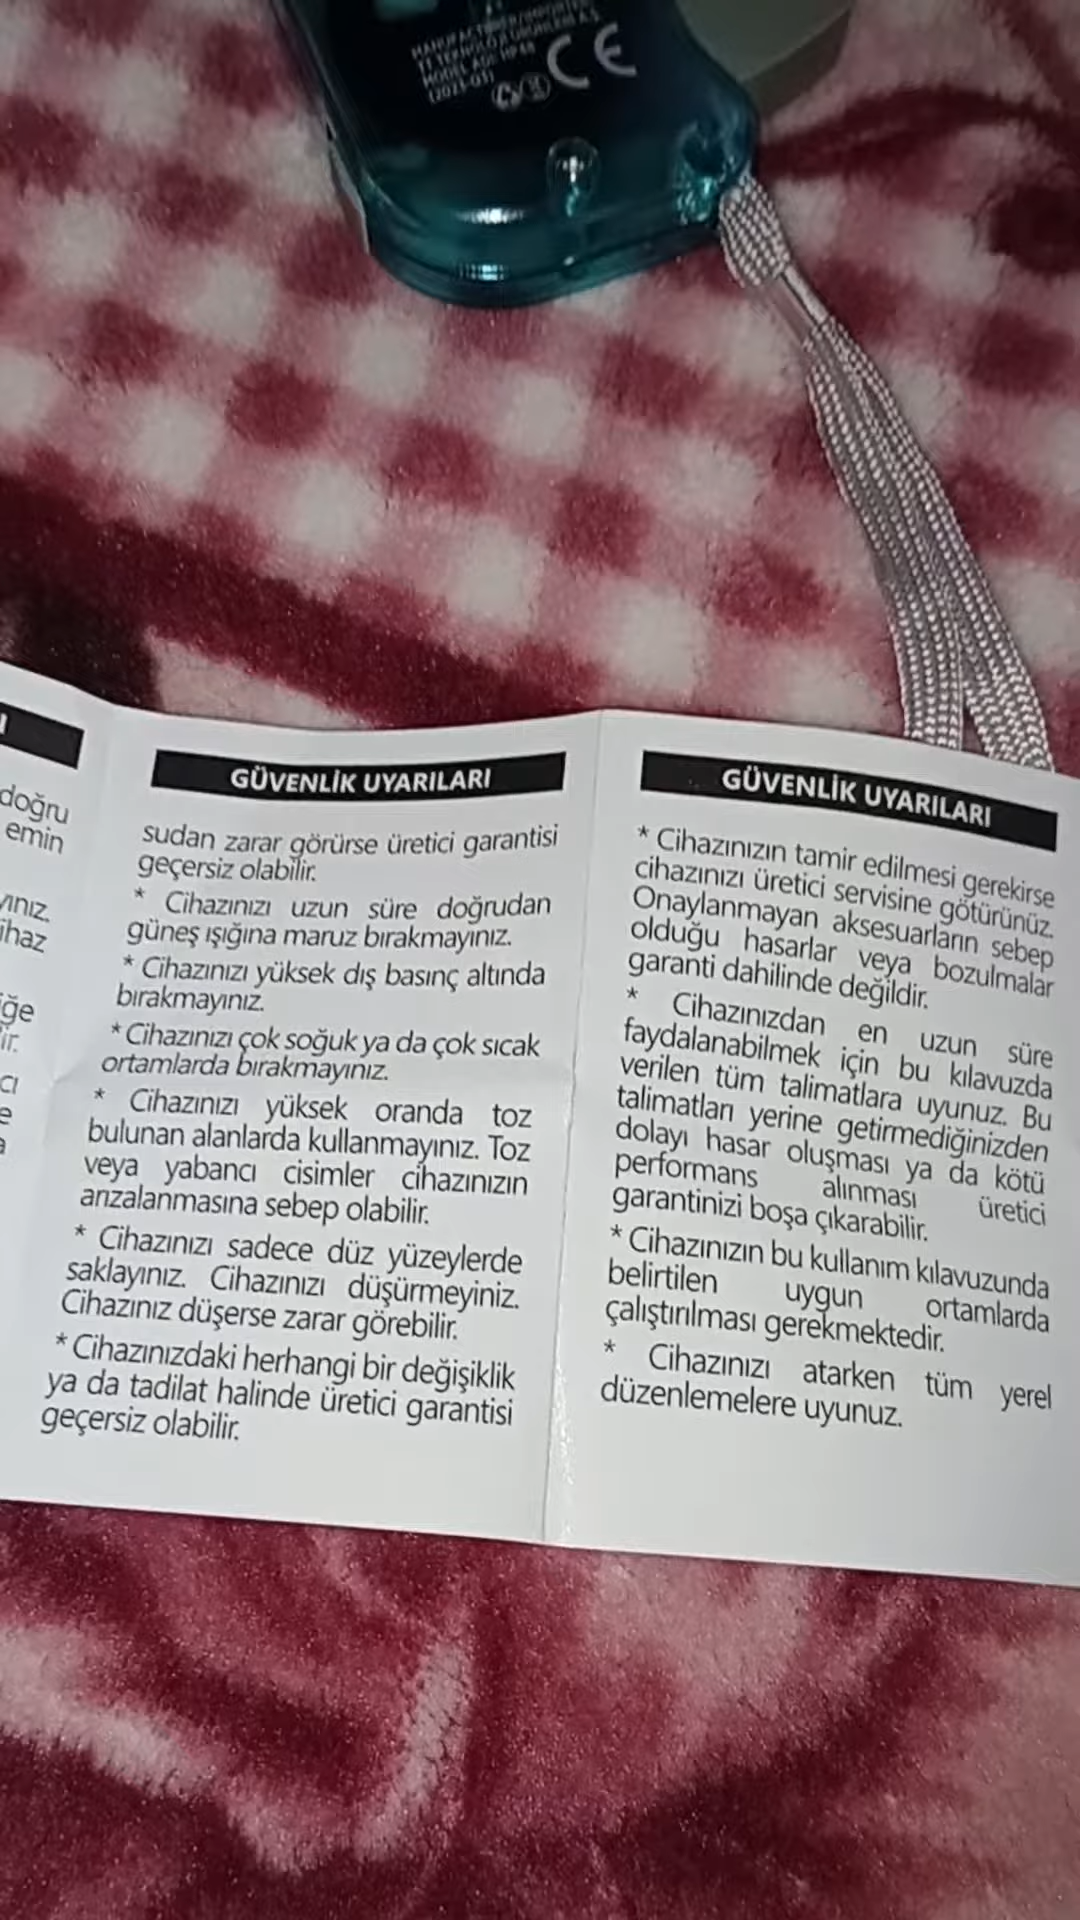 MANUFACTURER/IMPORTER
TEKNOLOJİ ÜRÜNLERİ A.Ş.
MODEL
(2023-03)
CE
doğru
emin
GÜVENLİK UYARILARI
sudan zarar görürse üretici garantisi
geçersiz olabilir.
* Cihazınızı uzun süre doğrudan
güneş ışığına maruz bırakmayınız.
* Cihazınızı yüksek dış basınç altında
bırakmayınız.
* Cihazınızı çok soğuk ya da çok sıcak
ortamlarda bırakmayınız.
* Cihazınızı yüksek oranda toz
bulunan alanlarda kullanmayınız. Toz
veya yabancı cisimler cihazınızın
arızalanmasına sebep olabilir.
* Cihazınızı sadece düz yüzeylerde
saklayınız. Cihazınızı düşürmeyiniz.
Cihazınız düşerse zarar görebilir.
* Cihazınızdaki herhangi bir değişiklik
ya da tadilat halinde üretici garantisi
geçersiz olabilir.
GÜVENLİK UYARILARI
* Cihazınızın tamir edilmesi gerekirse
cihazınızı üretici servisine götürünüz.
Onaylanmayan aksesuarların sebep
olduğu hasarlar veya bozulmalar
garanti dahilinde değildir.
* Cihazınızdan en uzun süre
faydalanabilmek için bu kılavuzda
verilen tüm talimatlara uyunuz. Bu
talimatları yerine getirmediğinizden
dolayı hasar oluşması ya da kötü
performans alınması üretici
garantinizi boşa çıkarabilir.
* Cihazınızın bu kullanım kılavuzunda
belirtilen uygun ortamlarda
çalıştırılması gerekmektedir.
* Cihazınızı atarken tüm yerel
düzenlemelere uyunuz.